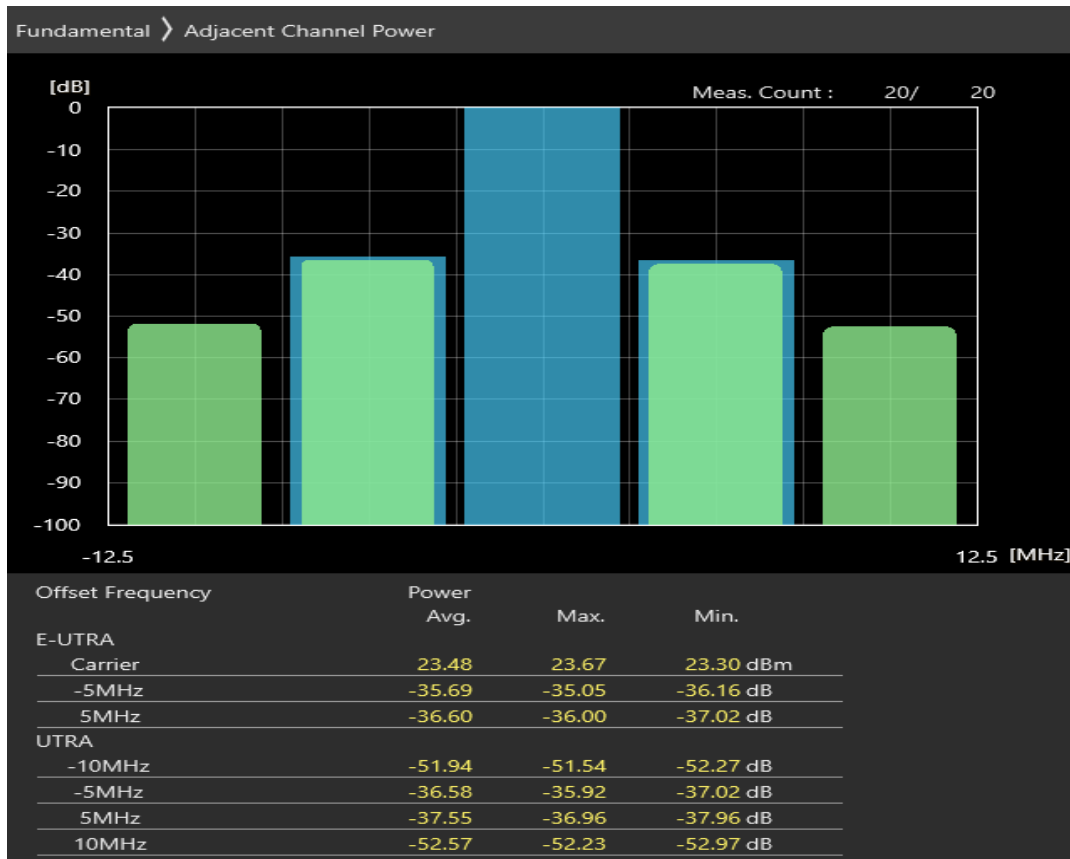 Fundamental ❯ Adjacent Channel Power
[dB]
Meas. Count : 20/ 20
0
-10
-20
-30
-40
-50
-60
-70
-80
-90
-100
-12.5 12.5 [MHz]
Offset Frequency Power
Avg. Max. Min.
E-UTRA
Carrier 23.48 23.67 23.30 dBm
-5MHz -35.69 -35.05 -36.16 dB
5MHz -36.60 -36.00 -37.02 dB
UTRA
-10MHz -51.94 -51.54 -52.27 dB
-5MHz -36.58 -35.92 -37.02 dB
5MHz -37.55 -36.96 -37.96 dB
10MHz -52.57 -52.23 -52.97 dB